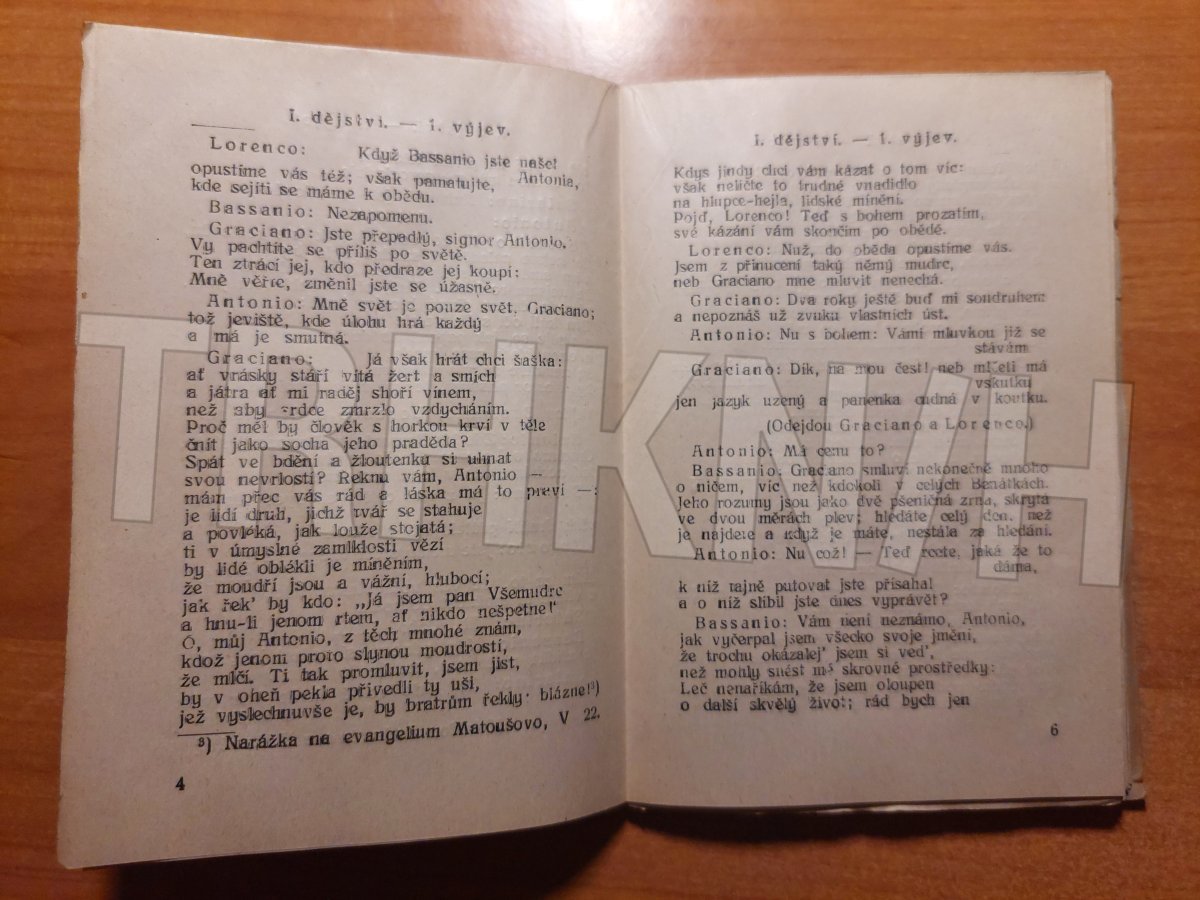 I. dějství. — 1. výjev.
Lorenco: Když Bassanio jste našel
opustíme vás též; však pamatujte, Antonia,
kde sejíti se máme k obědu.
Bassanio: Nezapomenu.
Graciano: Jste přepadlý, signor Antonio.
Vy pachtíte se příliš po světě.
Ten ztrácí jej, kdo předraze jej koupí:
Mně věřte, změnil jste se úžasně.
Antonio: Mně svět je pouze svět, Graciano;
tož jeviště, kde úlohu hrá každý
a má je smutná.
Graciano: Já však hrát chci šaška:
ať vrásky stáří vítá žert a smích
a játra ať mi raděj shoří vínem,
než aby srdce zmrzlo vzdycháním.
Proč měl by člověk s horkou krví v těle
čnít jako socha jeho praděda?
Spát ve bdění a žloutenku si uhnat
svou nevrlostí? Řeknu vám, Antonio —
mám přec vás rád a láska má to praví —:
je lidí druh, jichž tvář se stahuje
a povléká, jak louže stojatá;
ti v úmyslné zamlklosti vězí
by lidé oblékli je míněním,
že moudří jsou a vážní, hlubocí;
jak řek' by kdo: „Já jsem pan Všemudre
a hnu-li jenom rtem, ať nikdo nešpetne!"
Ó, můj Antonio, z těch mnohé znám,
kdož jenom proto slynou moudrostí,
že mlčí. Ti tak promluvit, jsem jist,
by v oheň pekla přivedli ty uši,
jež vyslechnuvše je, by bratrům řekly: blázne!³)
³) Narážka na evangelium Matoušovo, V 22.
4
I. dějství. — 1. výjev.
Kdys jindy chci vám kázat o tom víc:
však neličte to trudné vnadidlo
na hlupce-hejla, lidské mínění.
Pojď, Lorenco! Teď s bohem prozatím,
své kázání vám skončím po obědě.
Lorenco: Nuž, do oběda opustíme vás.
Jsem z přinucení taký němý mudrc,
neb Graciano mne mluvit nenechá.
Graciano: Dva roky ještě buď mi soudruhem
a nepoznáš už zvuku vlastních úst.
Antonio: Nu s bohem: Vámi mluvkou již se
stávám
Graciano: Dík, na mou čest! neb mlčeti má
vskutku
jen jazyk uzený a panenka cudná v koutku.
(Odejdou Graciano a Lorenco.)
Antonio: Má cenu to?
Bassanio: Graciano smluví nekonečně mnoho
o ničem, víc než kdokoli v celých Benátkách.
Jeho rozumy jsou jako dvě pšeničná zrna, skrytá
ve dvou měrách plev; hledáte celý den, než
je najdete a když je máte, nestála za hledání.
Antonio: Nu což! — Teď rcete, jaká že to
dáma,
k níž tajně putovat jste přísahal
a o níž slíbil jste dnes vyprávět?
Bassanio: Vám není neznámo, Antonio,
jak vyčerpal jsem všecko svoje jmění,
že trochu okázalej' jsem si ved',
než mohly snést mé skrovné prostředky:
Leč nenaříkám, že jsem oloupen
o další skvělý život; rád bych jen
6
TRHKNIH